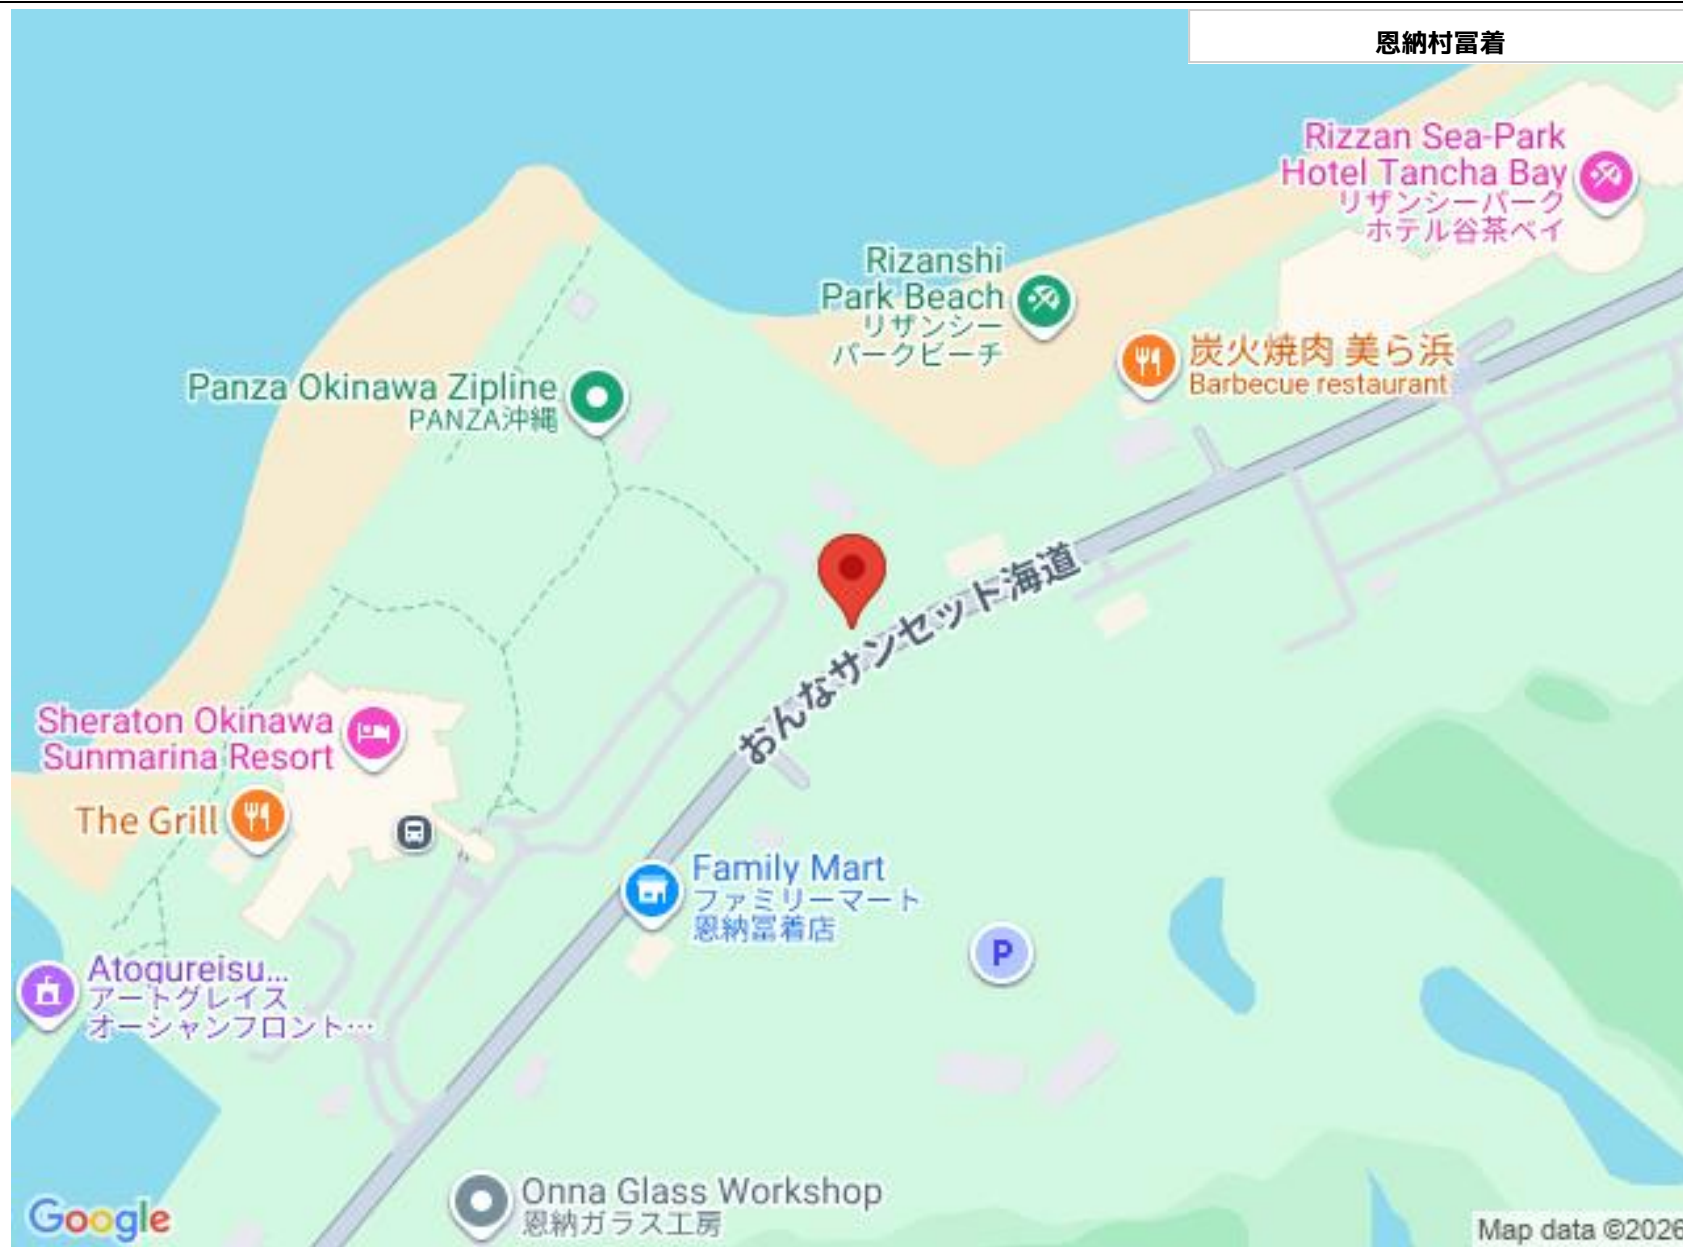 恩納村冨着
Rizzan Sea-Park
Hotel Tancha Bay
リザンシーパーク
ホテル谷茶ベイ
Rizanshi
Park Beach
リザンシー
パークビーチ
炭火焼肉 美ら浜
Barbecue restaurant
Panza Okinawa Zipline
PANZA沖縄
おんなサンセット海道
Sheraton Okinawa
Sunmarina Resort
The Grill
Family Mart
ファミリーマート
恩納冨着店
P
Atogureisu...
アートグレイス
オーシャンフロント…
Onna Glass Workshop
恩納ガラス工房
Google
Map data ©2026